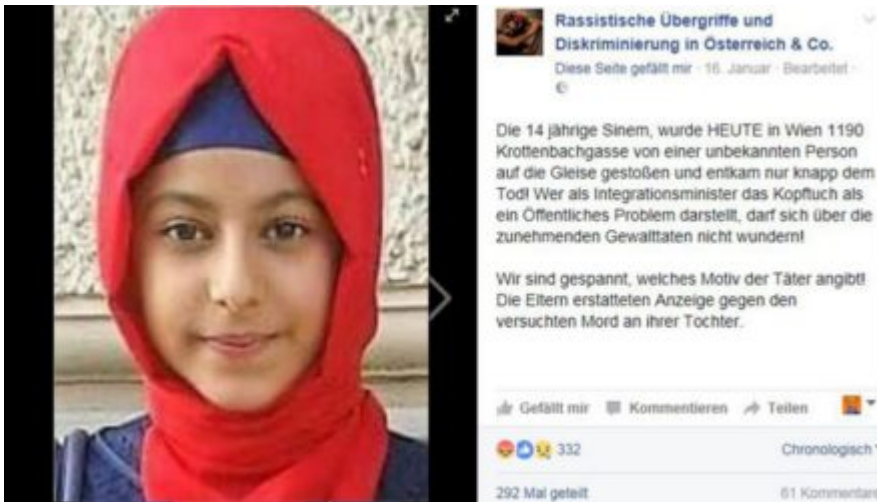 Rassistische Übergriffe und
Diskriminierung in Österreich & Co.
Diese Seite gefällt mir · 16. Januar · Bearbeitet ·
Die 14 jährige Sinem, wurde HEUTE in Wien 1190
Krottenbachgasse von einer unbekannten Person
auf die Gleise gestoßen und entkam nur knapp dem
Tod! Wer als Integrationsminister das Kopftuch als
ein Öffentliches Problem darstellt, darf sich über die
zunehmenden Gewalttaten nicht wundern!
Wir sind gespannt, welches Motiv der Täter angibt!
Die Eltern erstatteten Anzeige gegen den
versuchten Mord an ihrer Tochter.
Gefällt mir Kommentieren Teilen
332 Chronologisch
292 Mal geteilt 61 Kommentare